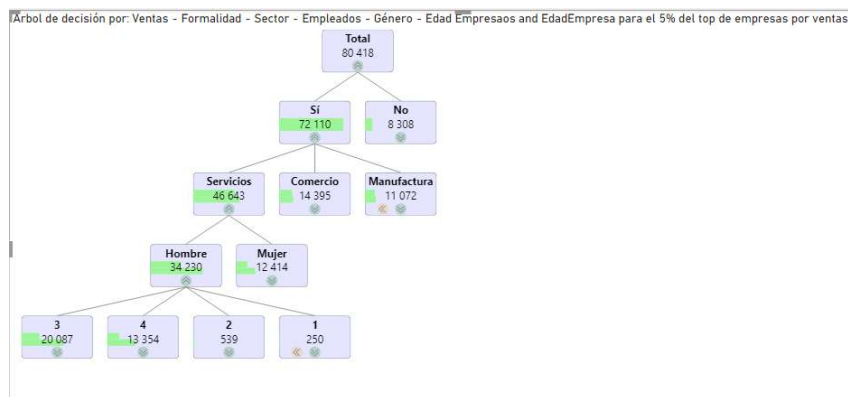 Árbol de decisión por: Ventas - Formalidad - Sector - Empleados - Género - Edad Empresaos and EdadEmpresa para el 5% del top de empresas por ventas
Total
80 418
Sí
72 110
No
8 308
Servicios
46 643
Comercio
14 395
Manufactura
11 072
Hombre
34 230
Mujer
12 414
3
20 087
4
13 354
2
539
1
250